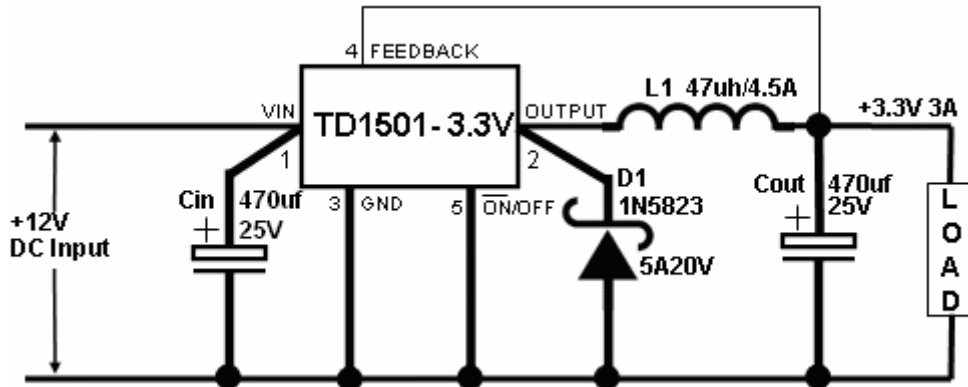 4 FEEDBACK
VIN
TD1501- 3.3V
OUTPUT
L1 47uh/4.5A
+3.3V 3A
1
2
Cin
470uf
25V
+
3
GND
5
ON/OFF
D1
1N5823
5A20V
Cout
470uf
25V
+
LOAD
+12V
DC Input